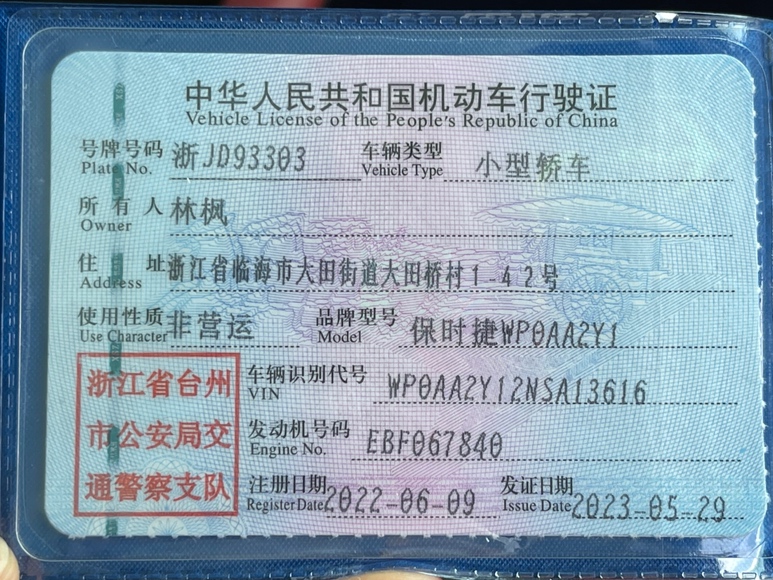 中华人民共和国机动车行驶证
Vehicle License of the People's Republic of China
号牌号码 浙JD93303 车辆类型 小型轿车
Plate No. Vehicle Type
所有人 林枫
Owner
住址 浙江省临海市大田街道大田桥村1-42号
Address
使用性质 非营运 品牌型号 保时捷WP0AA2Y1
Use Character Model
浙江省台州
市公安局交
通警察支队
车辆识别代号 WP0AA2Y12NSA13616
VIN
发动机号码 EBF067840
Engine No.
注册日期 2022-06-09 发证日期 2023-05-29
Register Date Issue Date